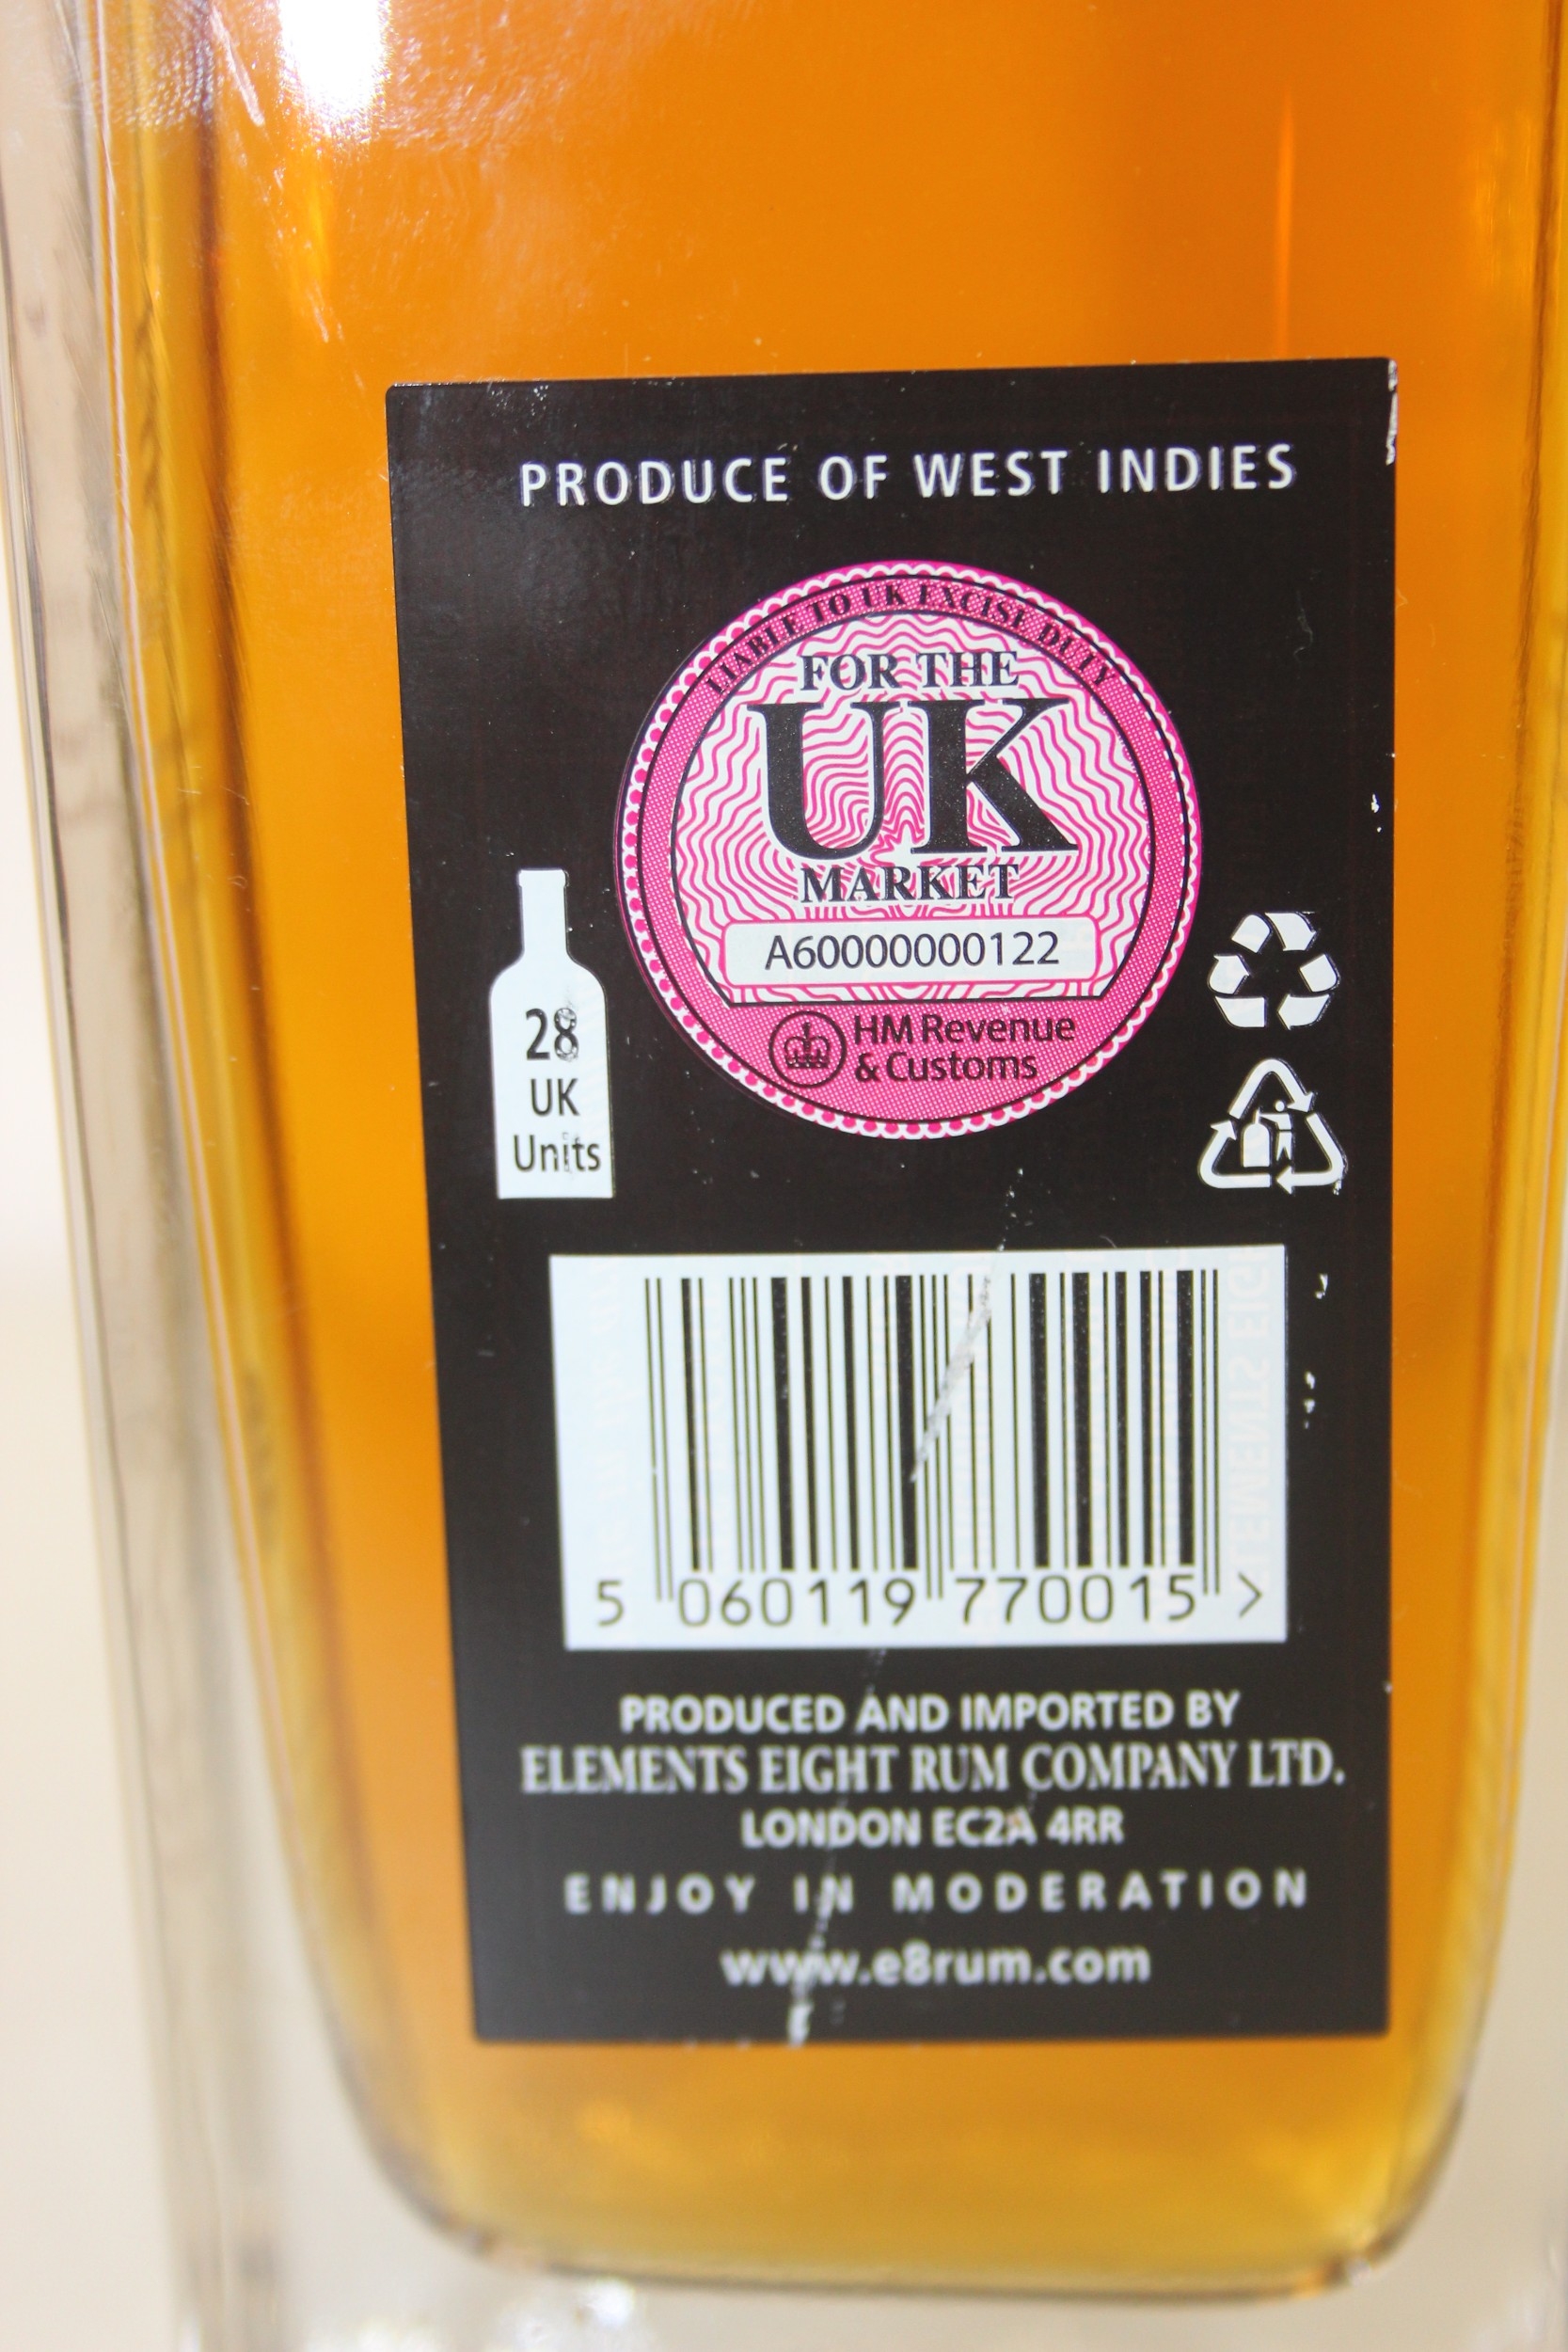 PRODUCE OF WEST INDIES
LIABLE TO UK EXCISE DUTY
FOR THE
UK
MARKET
A60000000122
HM Revenue
& Customs
28
UK
Units
5 060119 770015 >
PRODUCED AND IMPORTED BY
ELEMENTS EIGHT RUM COMPANY LTD.
LONDON EC2A 4RR
ENJOY IN MODERATION
www.e8rum.com